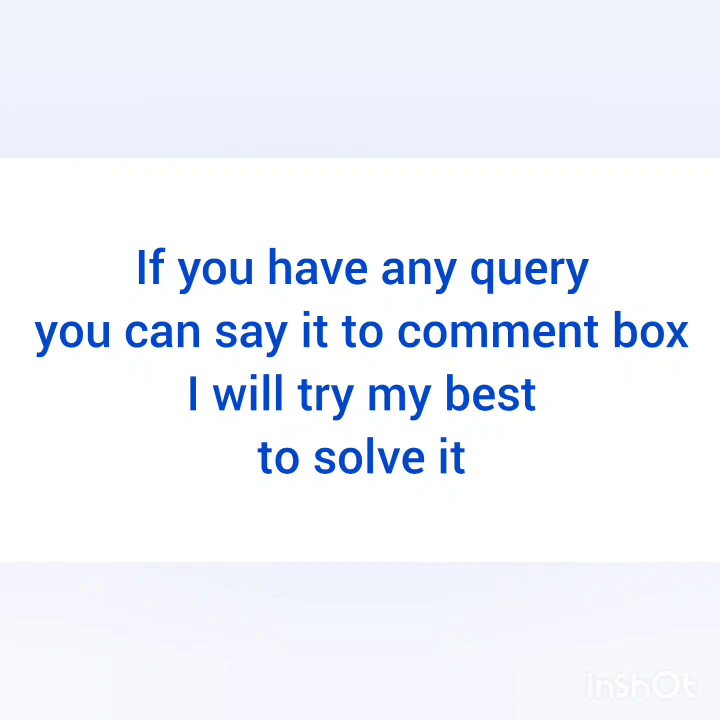 If you have any query
you can say it to comment box
I will try my best
to solve it
InShOt